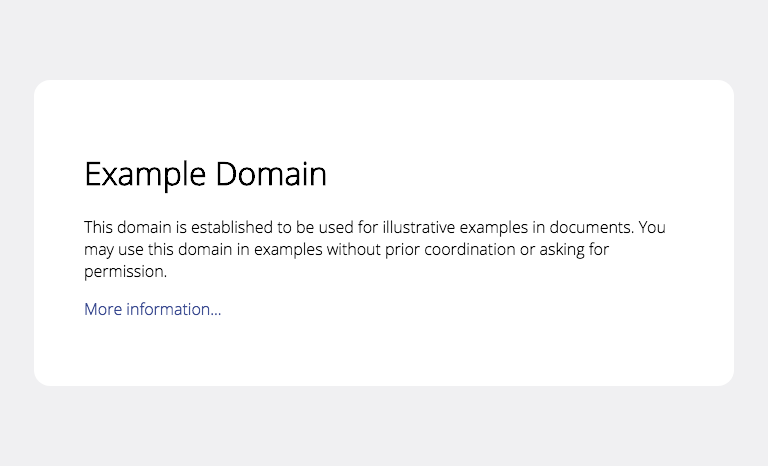 Example Domain
This domain is established to be used for illustrative examples in documents. You
may use this domain in examples without prior coordination or asking for
permission.
More information...